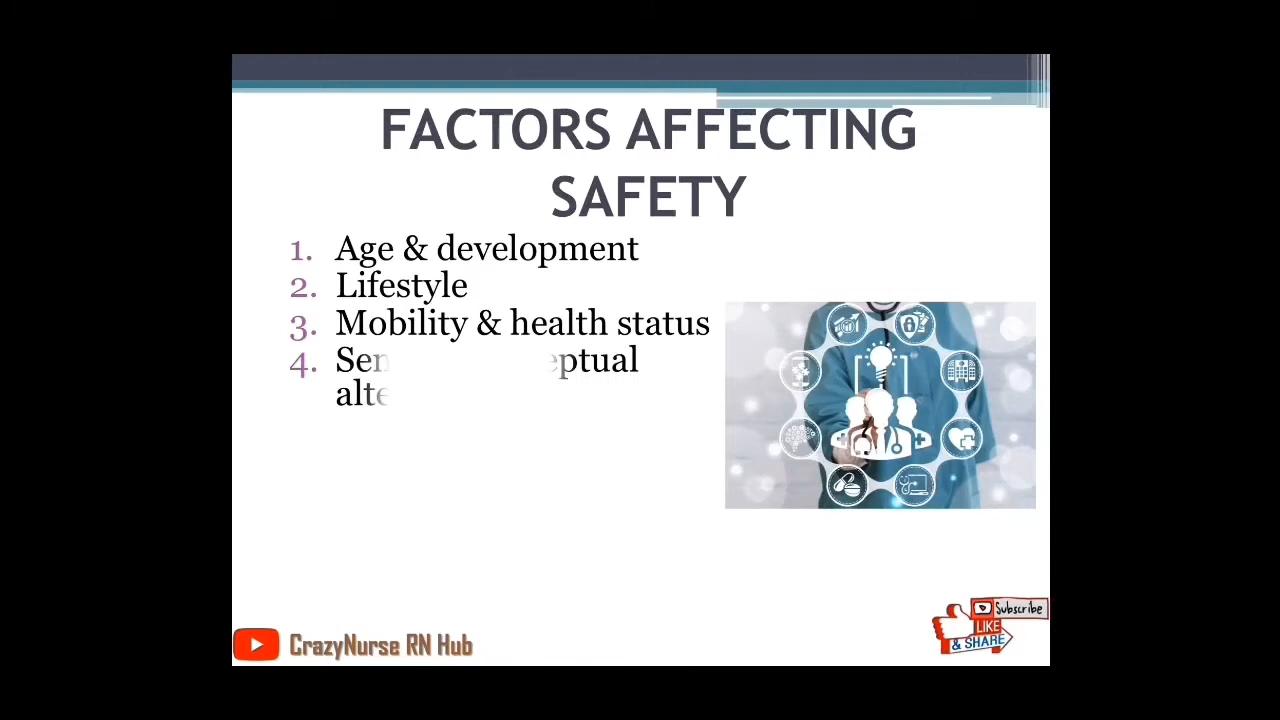 FACTORS AFFECTING
SAFETY
1. Age & development
2. Lifestyle
3. Mobility & health status
4.
CrazyNurse RN Hub
Subscribe
LIKE
& SHARE